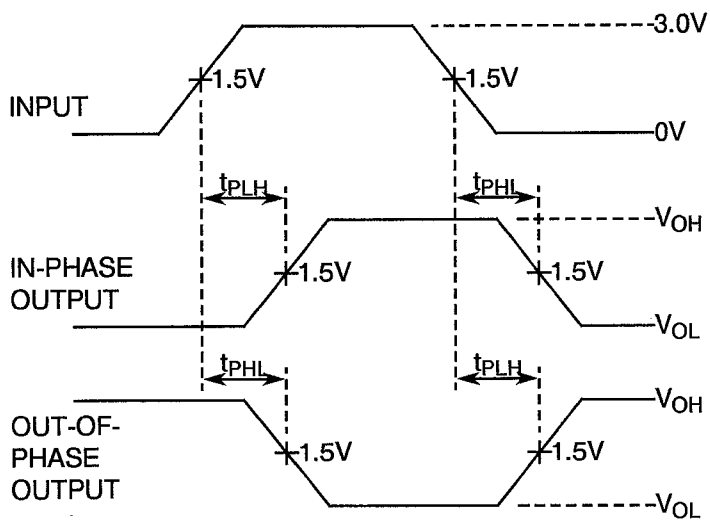 3.0V
1.5V
1.5V
INPUT
0V
tPLH
tPHL
VOH
IN-PHASE
OUTPUT
1.5V
1.5V
VOL
tPHL
tPLH
VOH
OUT-OF-
PHASE
OUTPUT
1.5V
1.5V
VOL